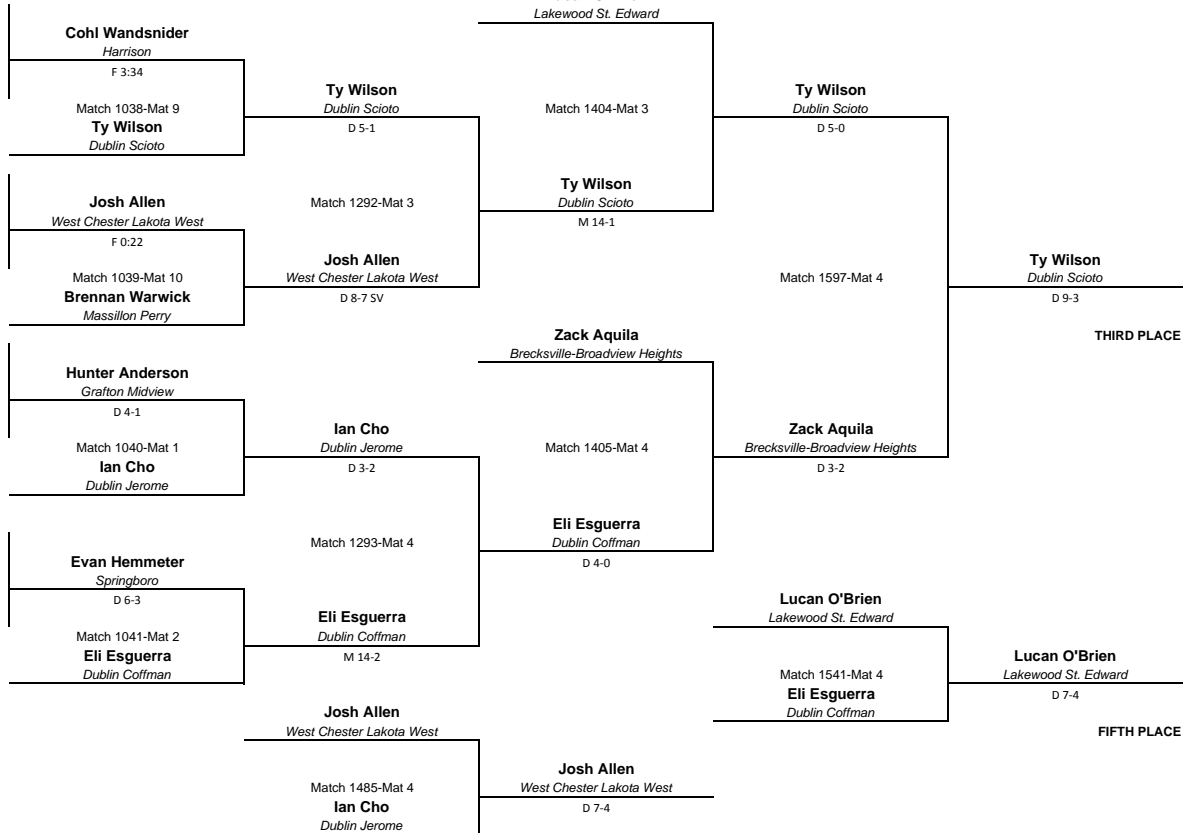 Lakewood St. Edward
Cohl Wandsnider
Harrison
F 3:34
Ty Wilson
Dublin Scioto
D 5-1
Ty Wilson
Dublin Scioto
D 5-0
Match 1038-Mat 9
Match 1404-Mat 3
Ty Wilson
Dublin Scioto
Josh Allen
West Chester Lakota West
F 0:22
Match 1292-Mat 3
Ty Wilson
Dublin Scioto
M 14-1
Match 1039-Mat 10
Brennan Warwick
Massillon Perry
Josh Allen
West Chester Lakota West
D 8-7 SV
Match 1597-Mat 4
Ty Wilson
Dublin Scioto
D 9-3
THIRD PLACE
Zack Aquila
Brecksville-Broadview Heights
Hunter Anderson
Grafton Midview
D 4-1
Match 1040-Mat 1
Ian Cho
Dublin Jerome
Ian Cho
Dublin Jerome
D 3-2
Match 1405-Mat 4
Zack Aquila
Brecksville-Broadview Heights
D 3-2
Match 1293-Mat 4
Eli Esguerra
Dublin Coffman
D 4-0
Evan Hemmeter
Springboro
D 6-3
Match 1041-Mat 2
Eli Esguerra
Dublin Coffman
Eli Esguerra
Dublin Coffman
M 14-2
Lucan O'Brien
Lakewood St. Edward
Match 1541-Mat 4
Eli Esguerra
Dublin Coffman
Lucan O'Brien
Lakewood St. Edward
D 7-4
FIFTH PLACE
Josh Allen
West Chester Lakota West
Match 1485-Mat 4
Ian Cho
Dublin Jerome
Josh Allen
West Chester Lakota West
D 7-4